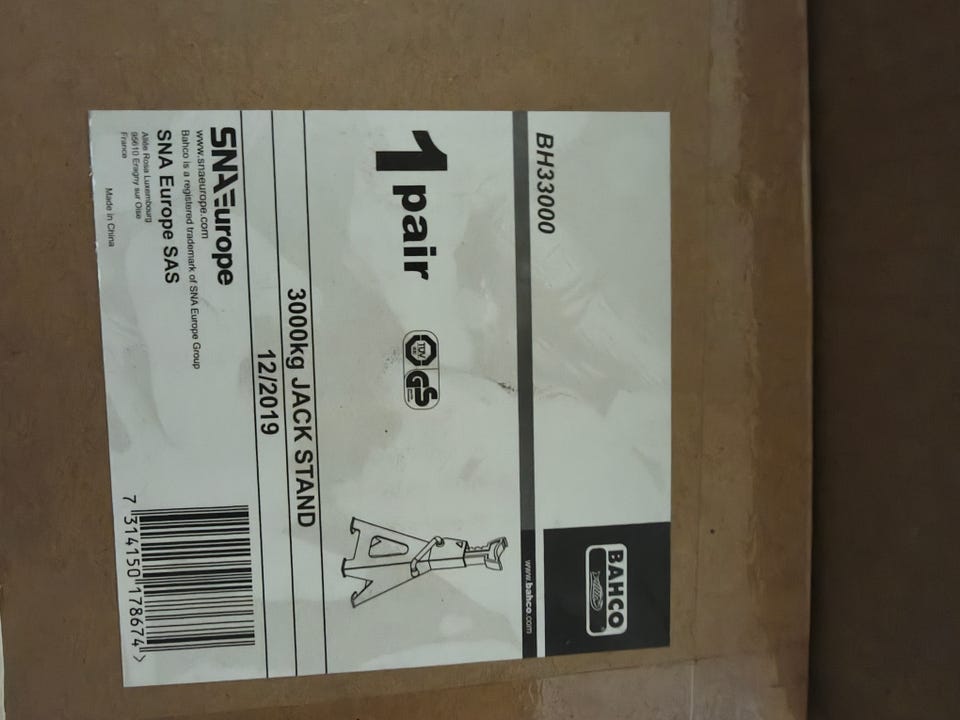 BH33000
BAHCO
www.bahco.com
1 pair
TÜV
GS
3000kg JACK STAND
12/2019
SNA Europe
www.snaeurope.com
Bahco is a registered trademark of SNA Europe Group
SNA Europe SAS
Allée Rosa Luxembourg
95610 Eragny sur Oise
France
Made in China
7 314150 178674 >